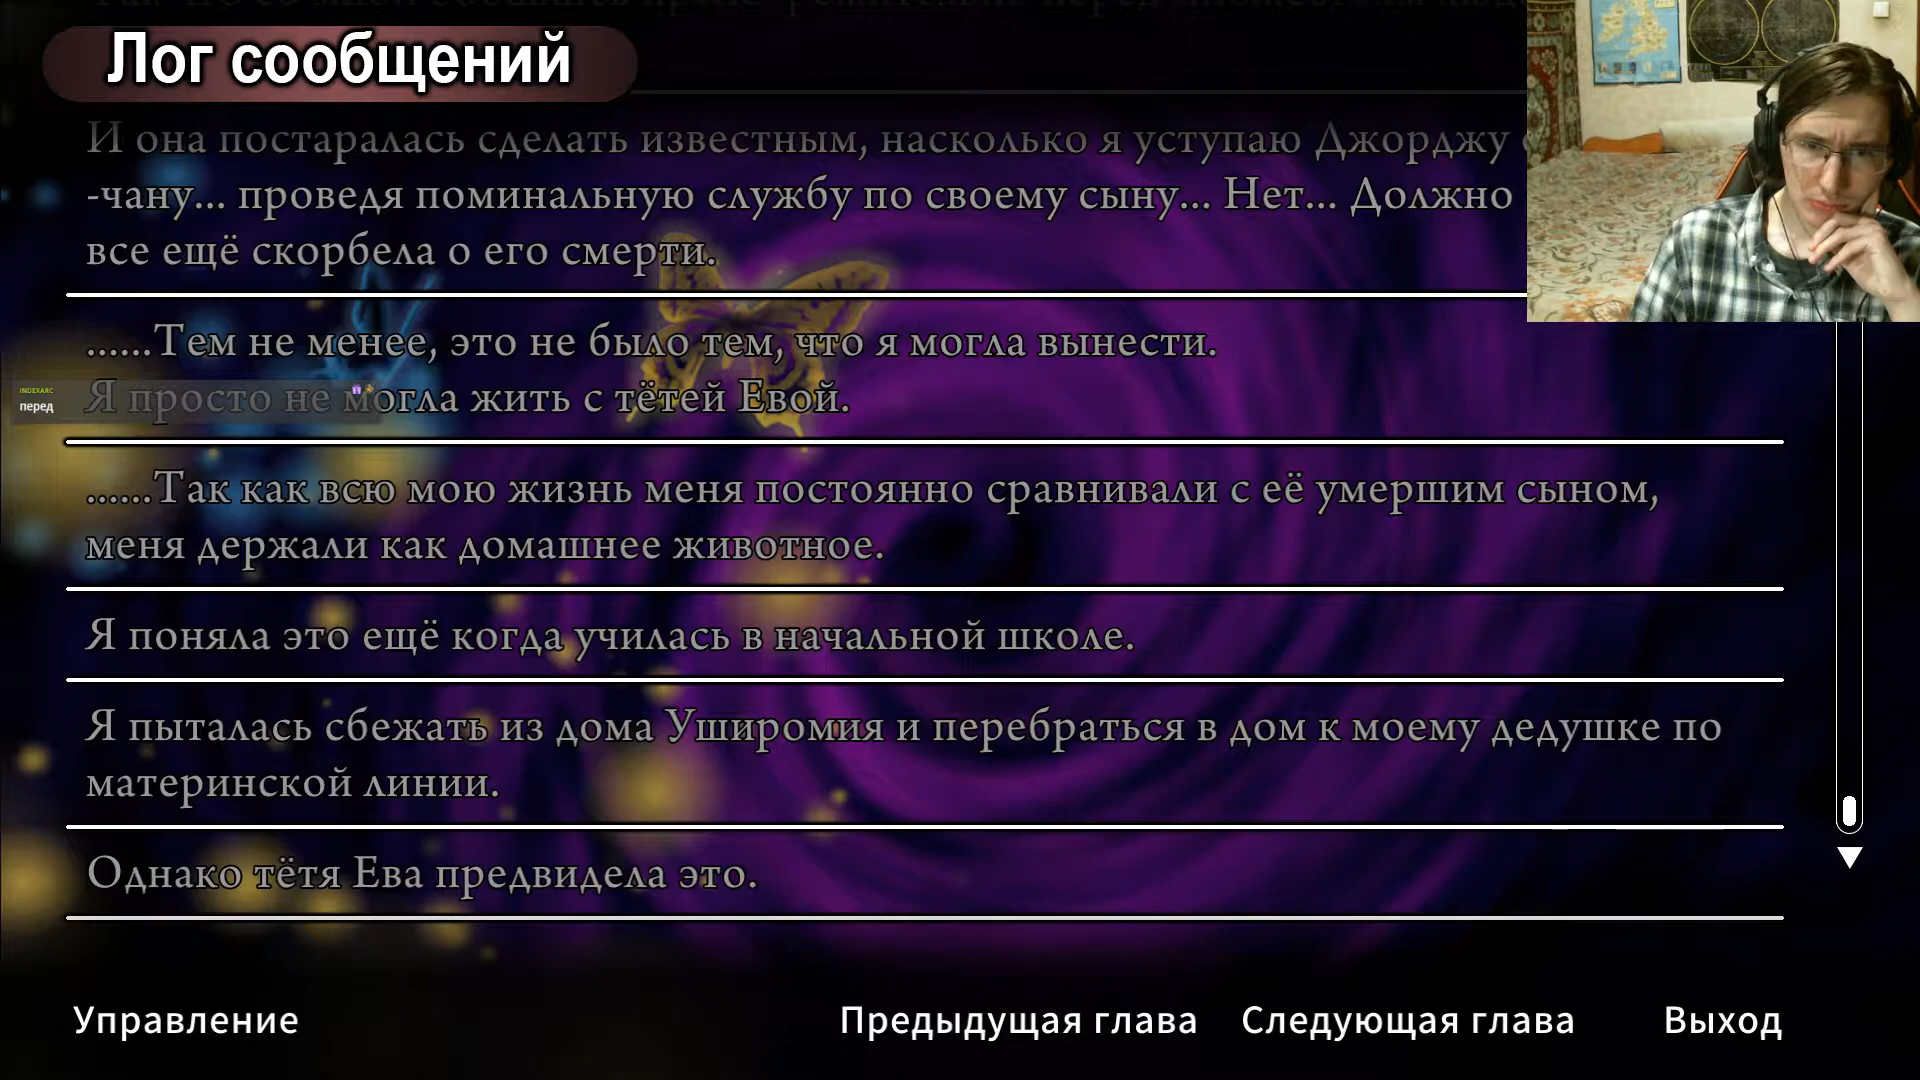 Лог сообщений
И она постаралась сделать известным, насколько я уступаю Джорджу
-чану... проведя поминальную службу по своему сыну... Нет... Должно
все ещё скорбела о его смерти.
......Тем не менее, это не было тем, что я могла вынести.
INDEXARC
перед
Я просто не могла жить с тётей Евой.
......Так как всю мою жизнь меня постоянно сравнивали с её умершим сыном,
меня держали как домашнее животное.
Я поняла это ещё когда училась в начальной школе.
Я пыталась сбежать из дома Уширомия и перебраться в дом к моему дедушке по
материнской линии.
Однако тётя Ева предвидела это.
Управление
Предыдущая глава
Следующая глава
Выход